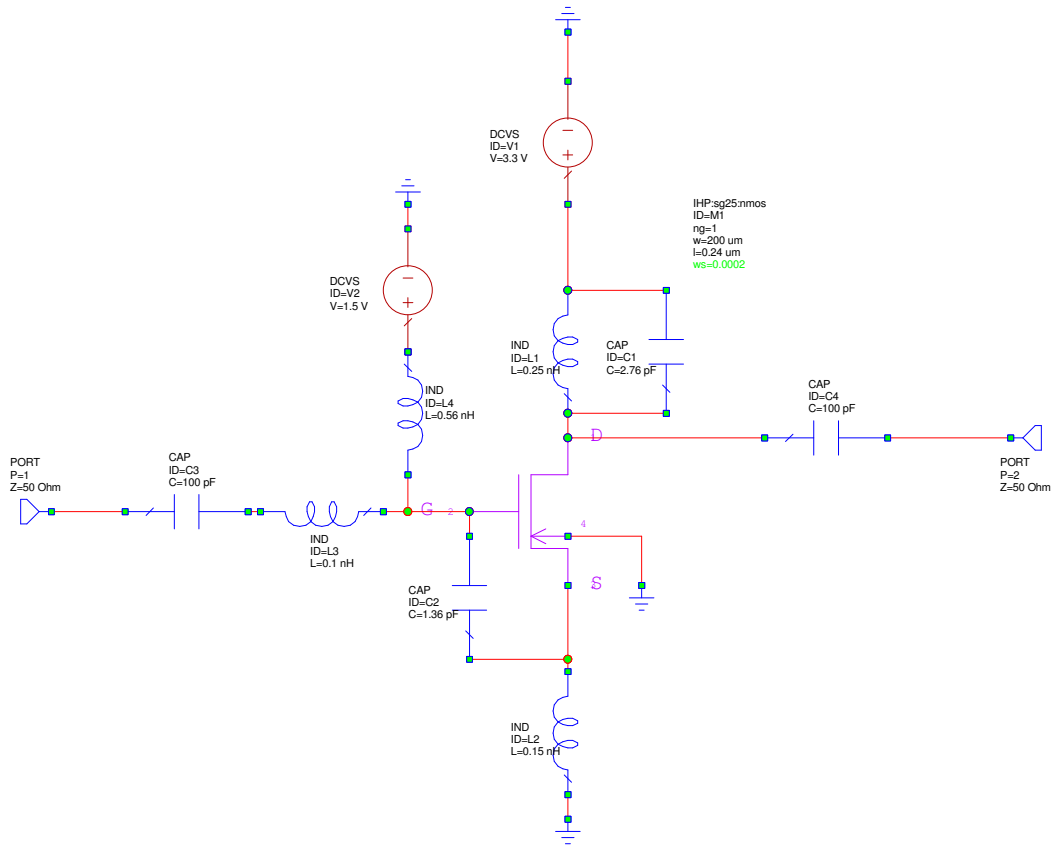 DCVS
ID=V1
V=3.3 V
IHP:sg25:nmos
ID=M1
ng=1
w=200 um
l=0.24 um
ws=0.0002
DCVS
ID=V2
V=1.5 V
IND
ID=L1
L=0.25 nH
CAP
ID=C1
C=2.76 pF
IND
ID=L4
L=0.56 nH
CAP
ID=C4
C=100 pF
D
PORT
P=1
Z=50 Ohm
CAP
ID=C3
C=100 pF
PORT
P=2
Z=50 Ohm
G
2
4
IND
ID=L3
L=0.1 nH
S
CAP
ID=C2
C=1.36 pF
IND
ID=L2
L=0.15 nH